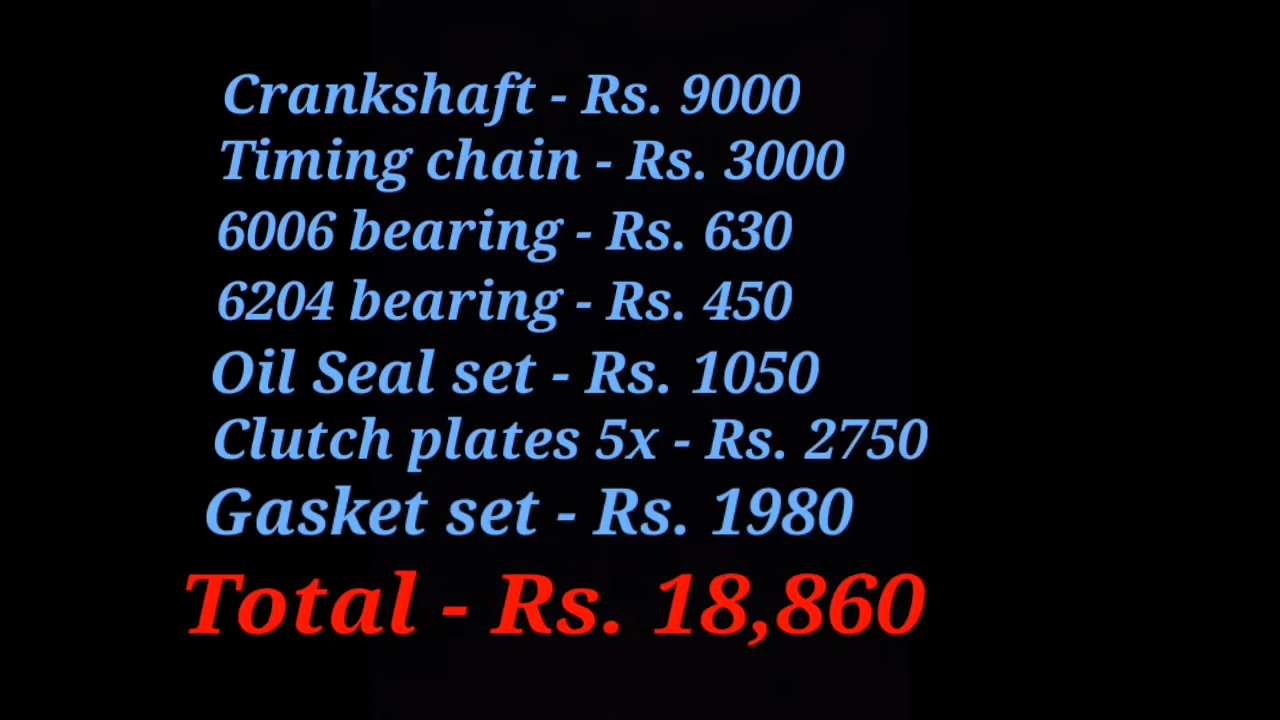 Crankshaft - Rs. 9000
Timing chain - Rs. 3000
6006 bearing - Rs. 630
6204 bearing - Rs. 450
Oil Seal set - Rs. 1050
Clutch plates 5x - Rs. 2750
Gasket set - Rs. 1980
Total - Rs. 18,860